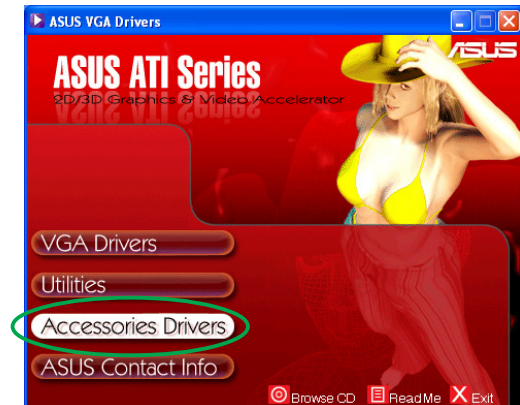 ASUS VGA Drivers
ASUS
ASUS ATI Series
2D/3D Graphics & Video Accelerator
VGA Drivers
Utilities
Accessories Drivers
ASUS Contact Info
Browse CD
ReadMe
Exit